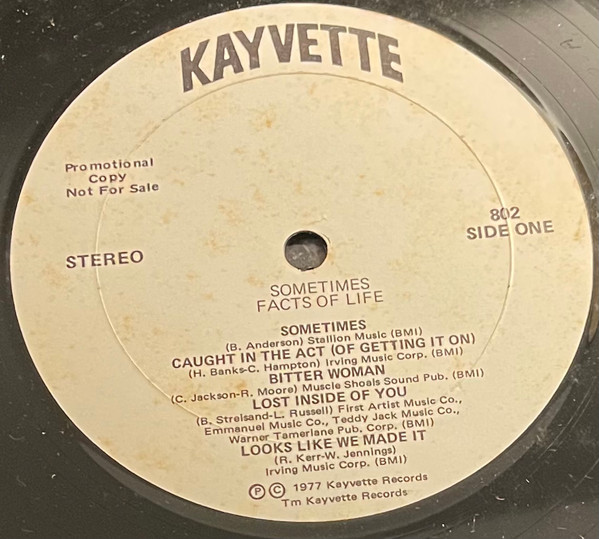 KAYVETTE
Promotional
Copy
Not For Sale
802
SIDE ONE
STEREO
SOMETIMES
FACTS OF LIFE
SOMETIMES
(B. Anderson) Stallion Music (BMI)
CAUGHT IN THE ACT (OF GETTING IT ON)
(H. Banks-C. Hampton) Irving Music Corp. (BMI)
BITTER WOMAN
(C. Jackson-R. Moore) Muscle Shoals Sound Pub. (BMI)
LOST INSIDE OF YOU
(B. Streisand-L. Russell) First Artist Music Co.,
Emmanuel Music Co., Teddy Jack Music Co.,
Warner Tamerlane Pub. Corp. (BMI)
LOOKS LIKE WE MADE IT
(R. Kerr-W. Jennings)
Irving Music Corp. (BMI)
Ⓟ Ⓒ 1977 Kayvette Records
Tm Kayvette Records